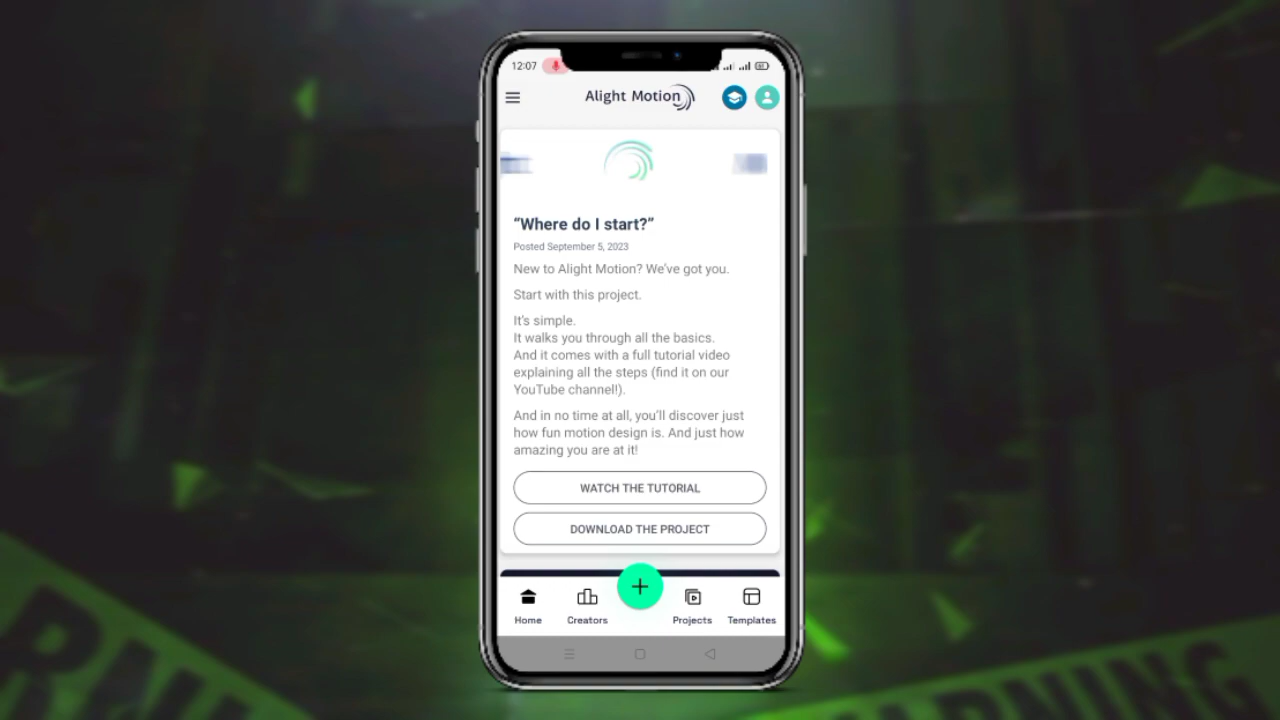 12:07
Alight Motion
“Where do I start?”
Posted September 5, 2023
New to Alight Motion? We’ve got you.
Start with this project.
It’s simple.
It walks you through all the basics.
And it comes with a full tutorial video
explaining all the steps (find it on our
YouTube channel!).
And in no time at all, you’ll discover just
how fun motion design is. And just how
amazing you are at it!
WATCH THE TUTORIAL
DOWNLOAD THE PROJECT
Home
Creators
Projects
Templates